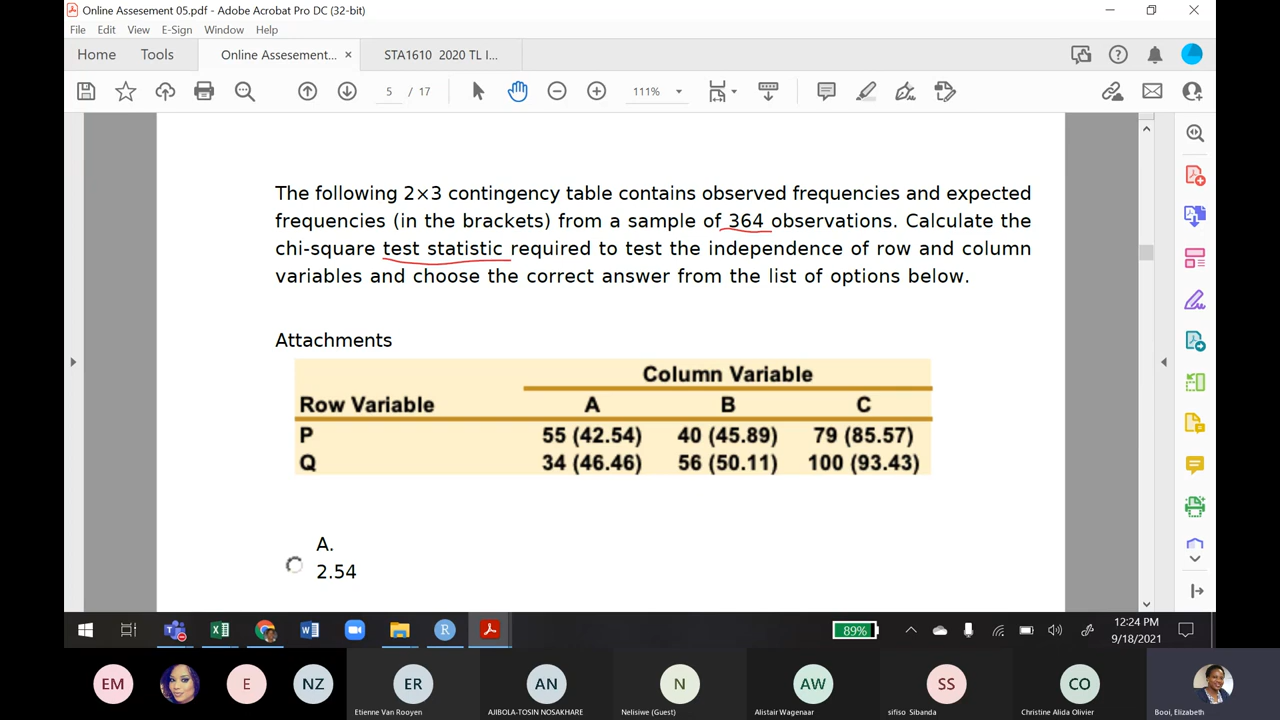 Online Assesement 05.pdf - Adobe Acrobat Pro DC (32-bit)
File Edit View E-Sign Window Help
Home Tools Online Assesement... × STA1610 2020 TL I...
5 / 17 111%
The following 2×3 contingency table contains observed frequencies and expected
frequencies (in the brackets) from a sample of 364 observations. Calculate the
chi-square test statistic required to test the independence of row and column
variables and choose the correct answer from the list of options below.
Attachments
Column Variable
Row Variable A B C
P 55 (42.54) 40 (45.89) 79 (85.57)
Q 34 (46.46) 56 (50.11) 100 (93.43)
A.
2.54
89%
12:24 PM
9/18/2021
EM E NZ ER AN N AW SS CO
Etienne Van Rooyen AJIBOLA-TOSIN NOSAKHARE Nelisiwe (Guest) Alistair Wagenaar sifiso Sibanda Christine Alida Olivier Booi, Elizabeth